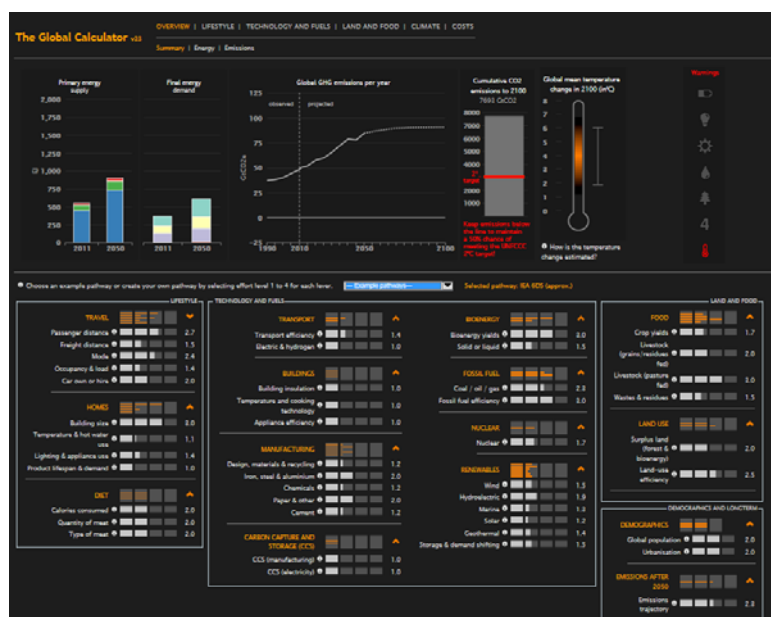 The Global Calculator v23
OVERVIEW | LIFESTYLE | TECHNOLOGY AND FUELS | LAND AND FOOD | CLIMATE | COSTS
Summary | Energy | Emissions
Primary energy
supply
2,000
1,750
1,500
1,250
EJ 1,000
750
500
250
0
2011 2050
Final energy
demand
2011 2050
Global GHG emissions per year
125
100
75
50
25
0
-25
GtCO2e
observed projected
1990 2010 2050 2100
Cumulative CO2
emissions to 2100
7693 GtCO2
8000
7000
6000
5000
4000
2°
target
2000
1000
Keep emissions below
the line to maintain
a 50% chance of
meeting the UNFCCC
2°C target
Global mean temperature
change in 2100 (in°C)
8
7
6
5
4
3
2
1
0
How is the temperature
change estimated?
Warnings
4
Choose an example pathway or create your own pathway by selecting effort level 1 to 4 for each lever.
--- Example pathways---
Selected pathway: IEA 6DS (approx.)
LIFESTYLE
TRAVEL
Passenger distance 2.7
Freight distance 1.5
Mode 2.4
Occupancy & load 1.4
Car own or hire 2.0
HOMES
Building size 3.0
Temperature & hot water
use 1.1
Lighting & appliance use 1.4
Product lifespan & demand 1.0
DIET
Calories consumed 2.0
Quantity of meat 2.0
Type of meat 2.0
TECHNOLOGY AND FUELS
TRANSPORT
Transport efficiency 1.4
Electric & hydrogen 1.0
BUILDINGS
Building insulation 1.0
Temperature and cooking
technology 1.0
Appliance efficiency 1.0
MANUFACTURING
Design, materials & recycling 1.2
Iron, steel & aluminium 2.0
Chemicals 1.2
Paper & other 2.0
Cement 1.2
CARBON CAPTURE AND
STORAGE (CCS)
CCS (manufacturing) 1.0
CCS (electricity) 1.0
BIOENERGY
Bioenergy yields 3.0
Solid or liquid 1.5
FOSSIL FUEL
Coal / oil / gas
Fossil fuel efficiency 3.0
NUCLEAR
Nuclear 1.7
RENEWABLES
Wind
Hydroelectric 1.9
Marine
Solar 1.2
Geothermal 1.4
Storage & demand shifting
LAND AND FOOD
FOOD
Crop yields 1.7
Livestock
(grains/residues
fed) 2.0
Livestock (pasture
fed) 3.0
Wastes & residues 1.5
LAND USE
Surplus land
(forest &
bioenergy) 2.0
Land-use
efficiency 2.5
DEMOGRAPHICS AND LONGTERM
DEMOGRAPHICS
Global population 2.0
Urbanisation 2.0
EMISSIONS AFTER
2050
Emissions
trajectory